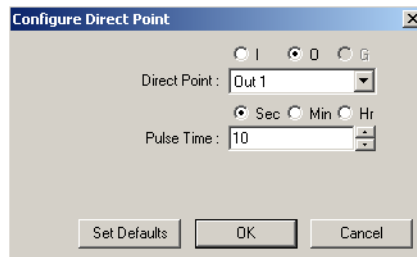 Configure Direct Point
I O G
Direct Point : Out 1
Sec Min Hr
Pulse Time : 10
Set Defaults OK Cancel